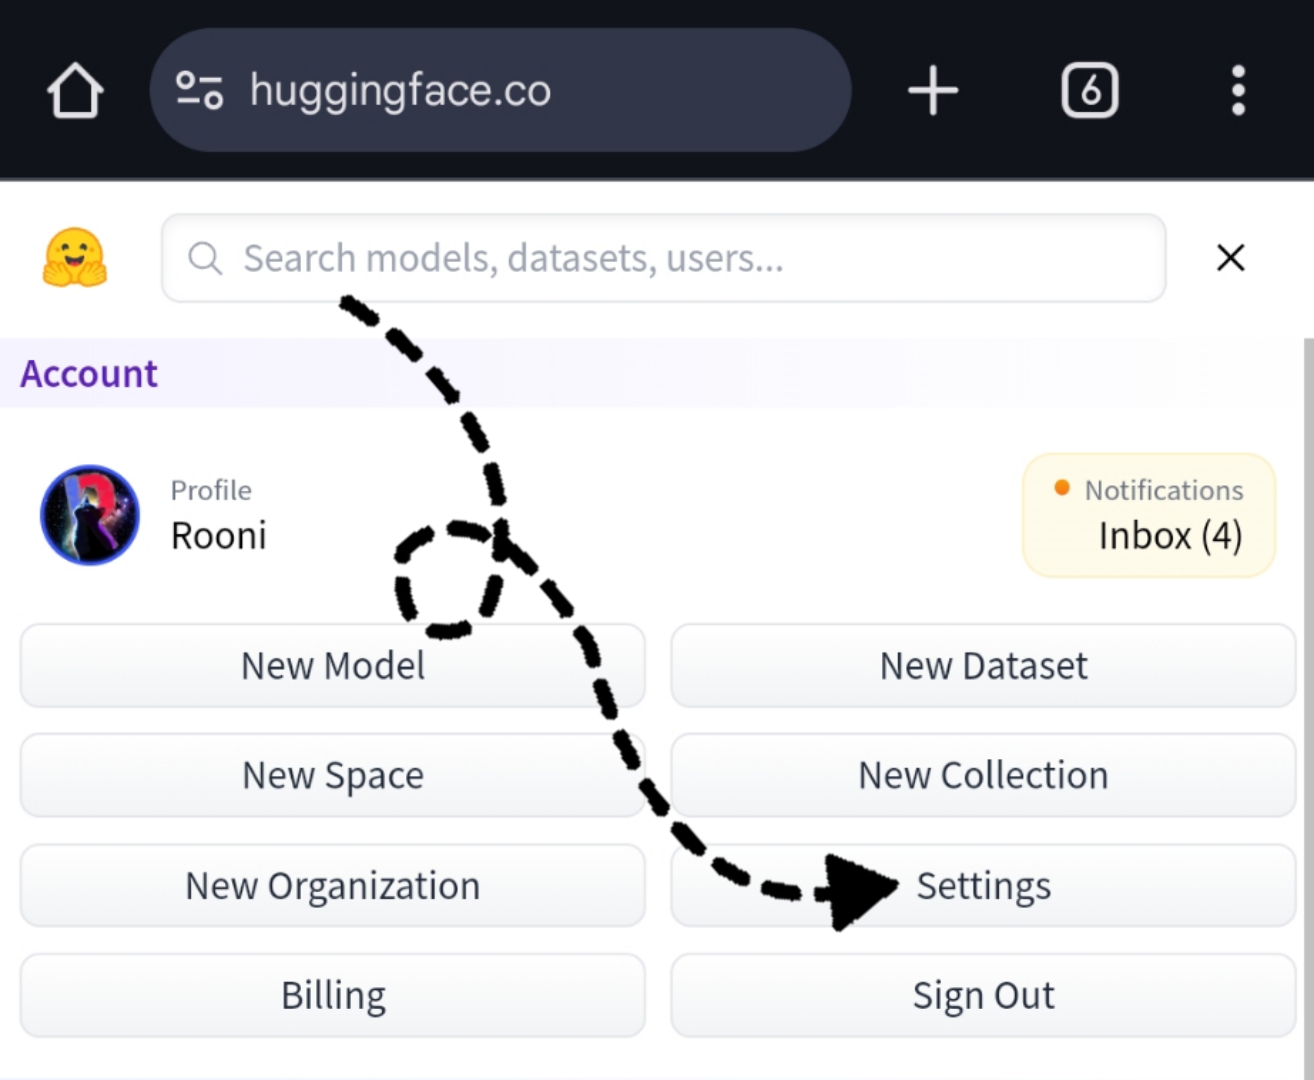 huggingface.co
6
Search models, datasets, users...
Account
Profile
Rooni
Notifications
Inbox (4)
New Model
New Dataset
New Space
New Collection
New Organization
Settings
Billing
Sign Out